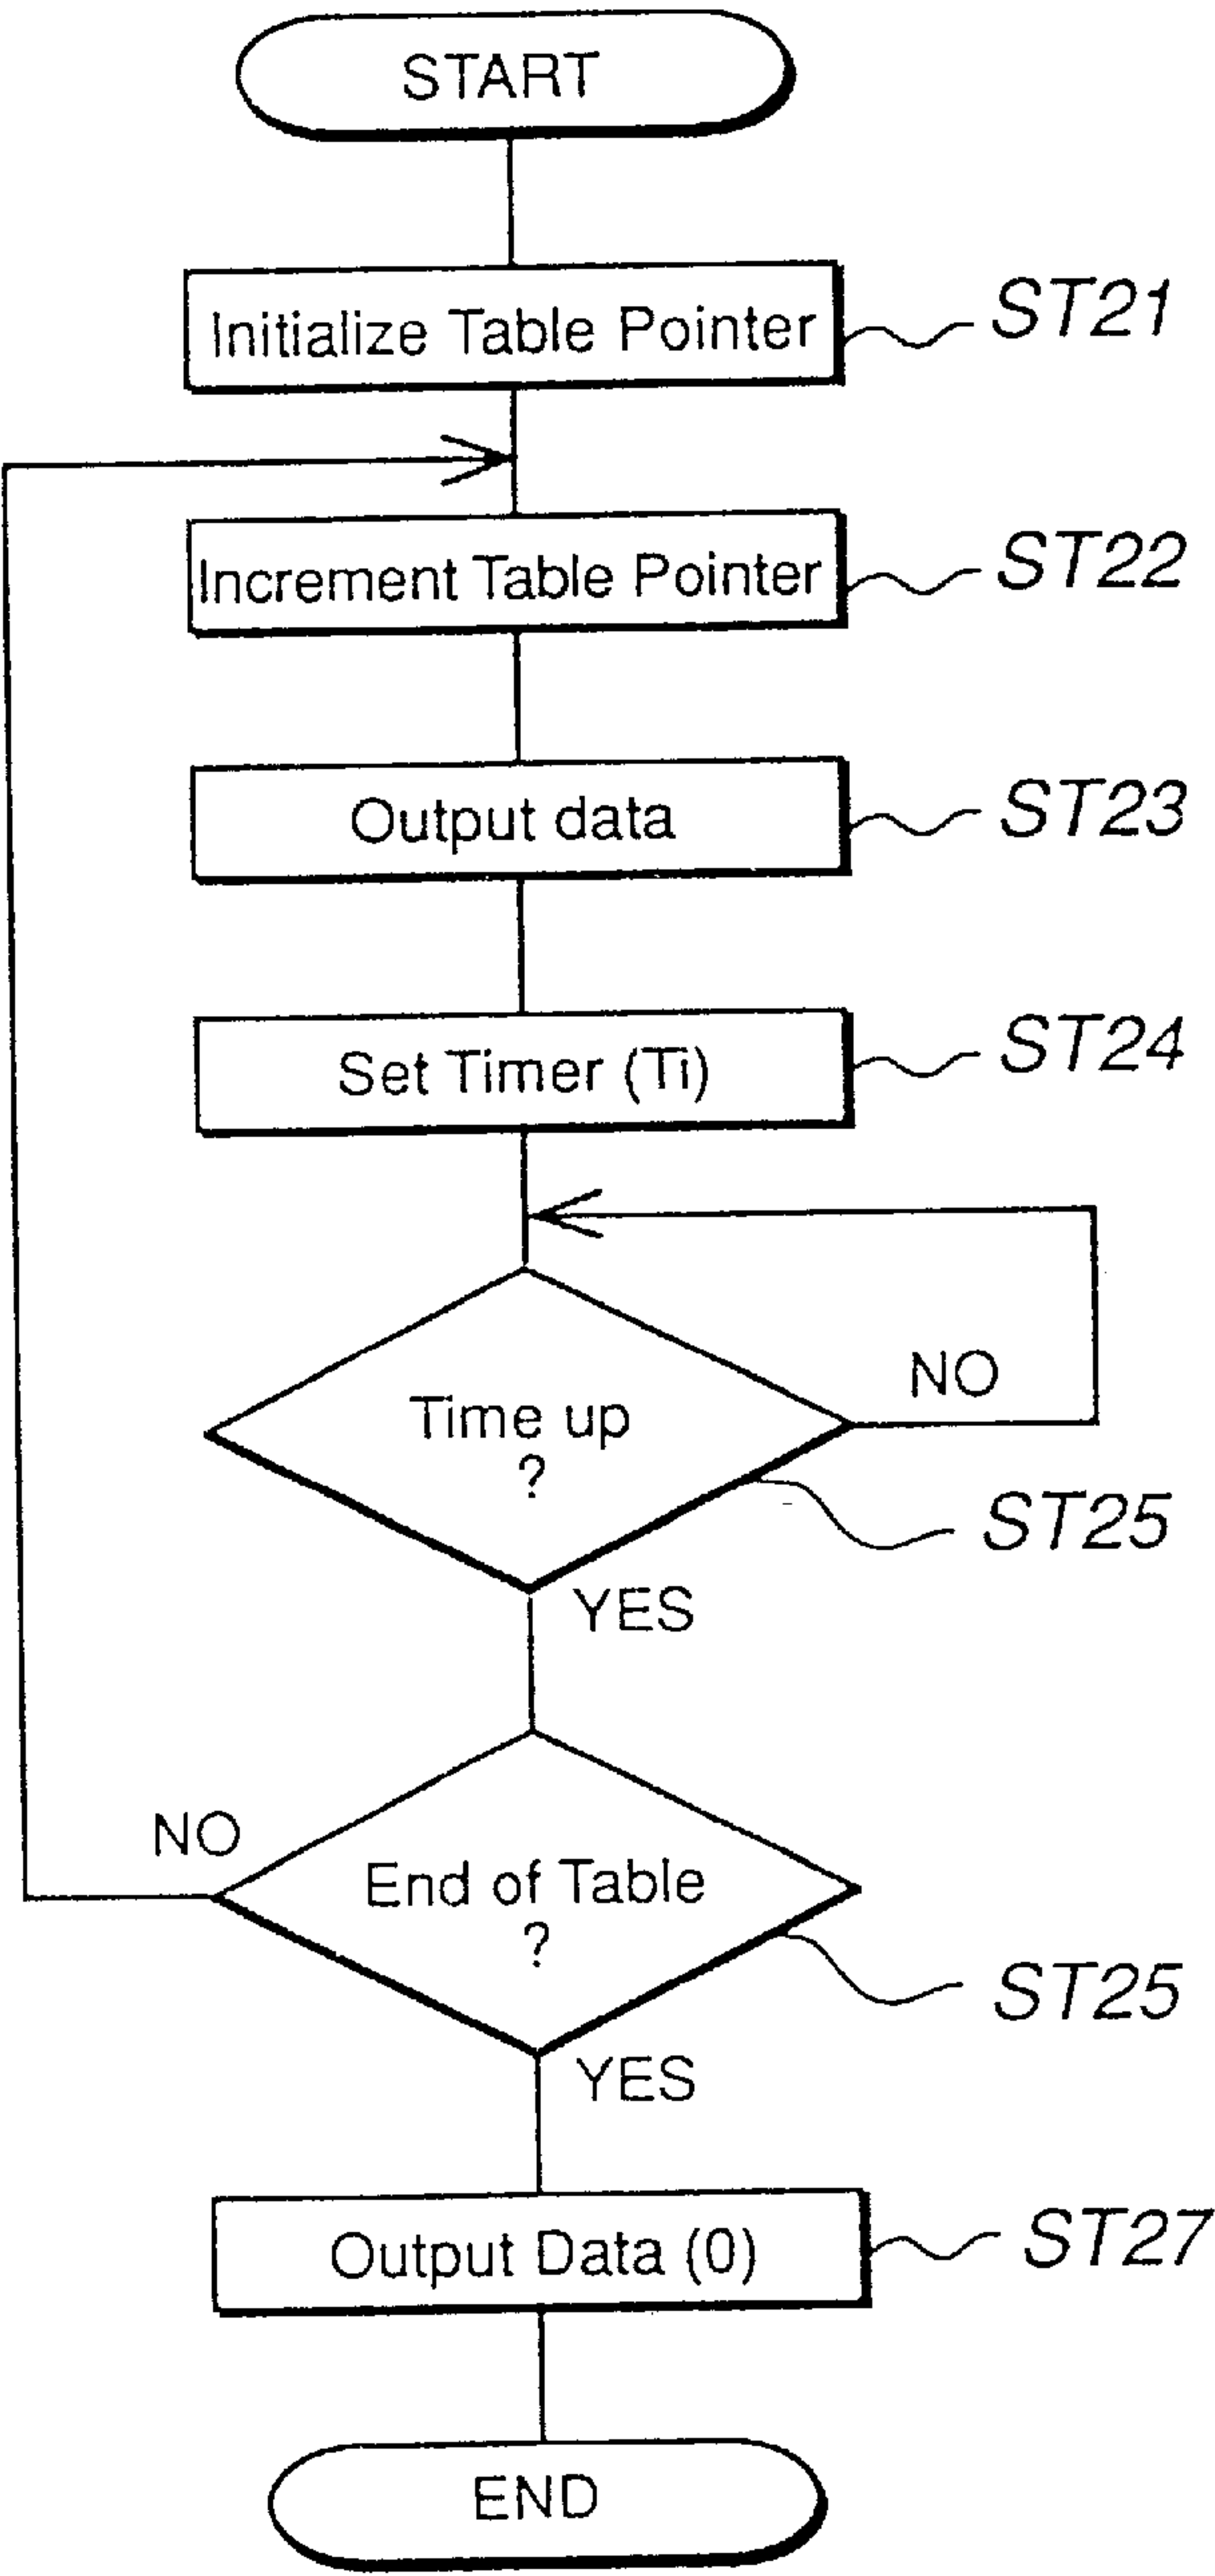 START
Initialize Table Pointer
ST21
Increment Table Pointer
ST22
Output data
ST23
Set Timer (Ti)
ST24
Time up
?
NO
ST25
YES
NO
End of Table
?
ST25
YES
Output Data (0)
ST27
END